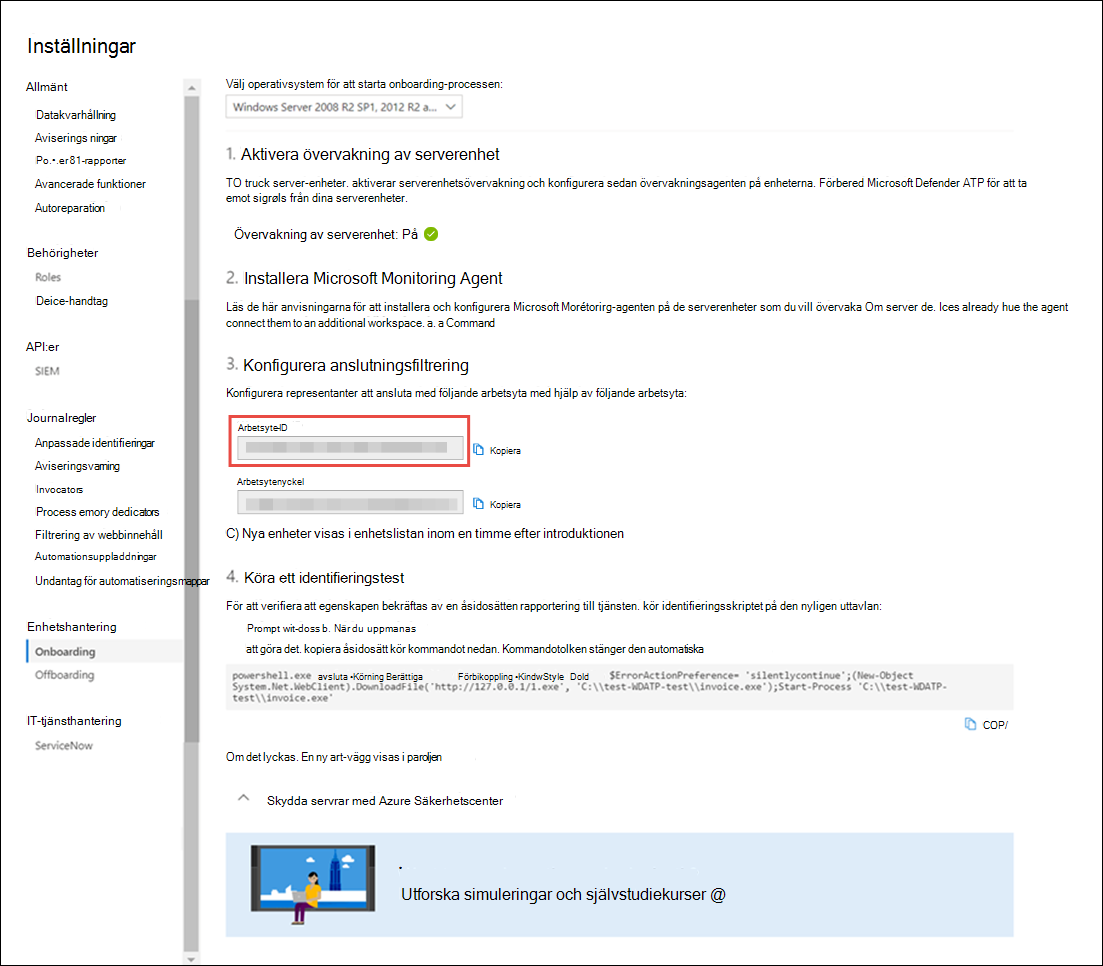 Inställningar
Allmänt
Datakvarhållning
Aviserings ningar
Po.•.er81-rapporter
Avancerade funktioner
Autoreparation
Behörigheter
Roles
Deice-handtag
API:er
SIEM
Journalregler
Anpassade identifieringar
Aviseringsvarning
Invocators
Process emory dedicators
Filtrering av webbinnehåll
Automationsuppladdningar
Undantag för automatiseringsmappar
Enhetshantering
Onboarding
Offboarding
IT-tjänsthantering
ServiceNow
Välj operativsystem för att starta onboarding-processen:
Windows Server 2008 R2 SP1, 2012 R2 a...
1. Aktivera övervakning av serverenhet
TO truck server-enheter. aktiverar serverenhetsövervakning och konfigurera sedan övervakningsagenten på enheterna. Förbered Microsoft Defender ATP för att ta
emot sigrøls från dina serverenheter.
Övervakning av serverenhet: På
2. Installera Microsoft Monitoring Agent
Läs de här anvisningarna för att installera och konfigurera Microsoft Morétorirg-agenten på de serverenheter som du vill övervaka Om server de. Ices already hue the agent
connect them to an additional workspace. a. a Command
3. Konfigurera anslutningsfiltrering
Konfigurera representanter att ansluta med följande arbetsyta med hjälp av följande arbetsyta:
Arbetsyte-ID
Kopiera
Arbetsytenyckel
Kopiera
C) Nya enheter visas i enhetslistan inom en timme efter introduktionen
4. Köra ett identifieringstest
För att verifiera att egenskapen bekräftas av en åsidosätten rapportering till tjänsten. kör identifieringsskriptet på den nyligen uttavlan:
Prompt wit-doss b. När du uppmanas
att göra det. kopiera åsidosätt kör kommandot nedan. Kommandotolken stänger den automatiska
powershell.exe avsluta •Körning Berättiga Förbikoppling •KindwStyle Dold $ErrorActionPreference= 'silentlycontinue';(New-Object
System.Net.WebClient).DownloadFile('http://127.0.0.1/1.exe', 'C:\\test-WDATP-test\\invoice.exe');Start-Process 'C:\\test-WDATP-
test\\invoice.exe'
COP/
Om det lyckas. En ny art-vägg visas i paroljen
Skydda servrar med Azure Säkerhetscenter
Utforska simuleringar och självstudiekurser @